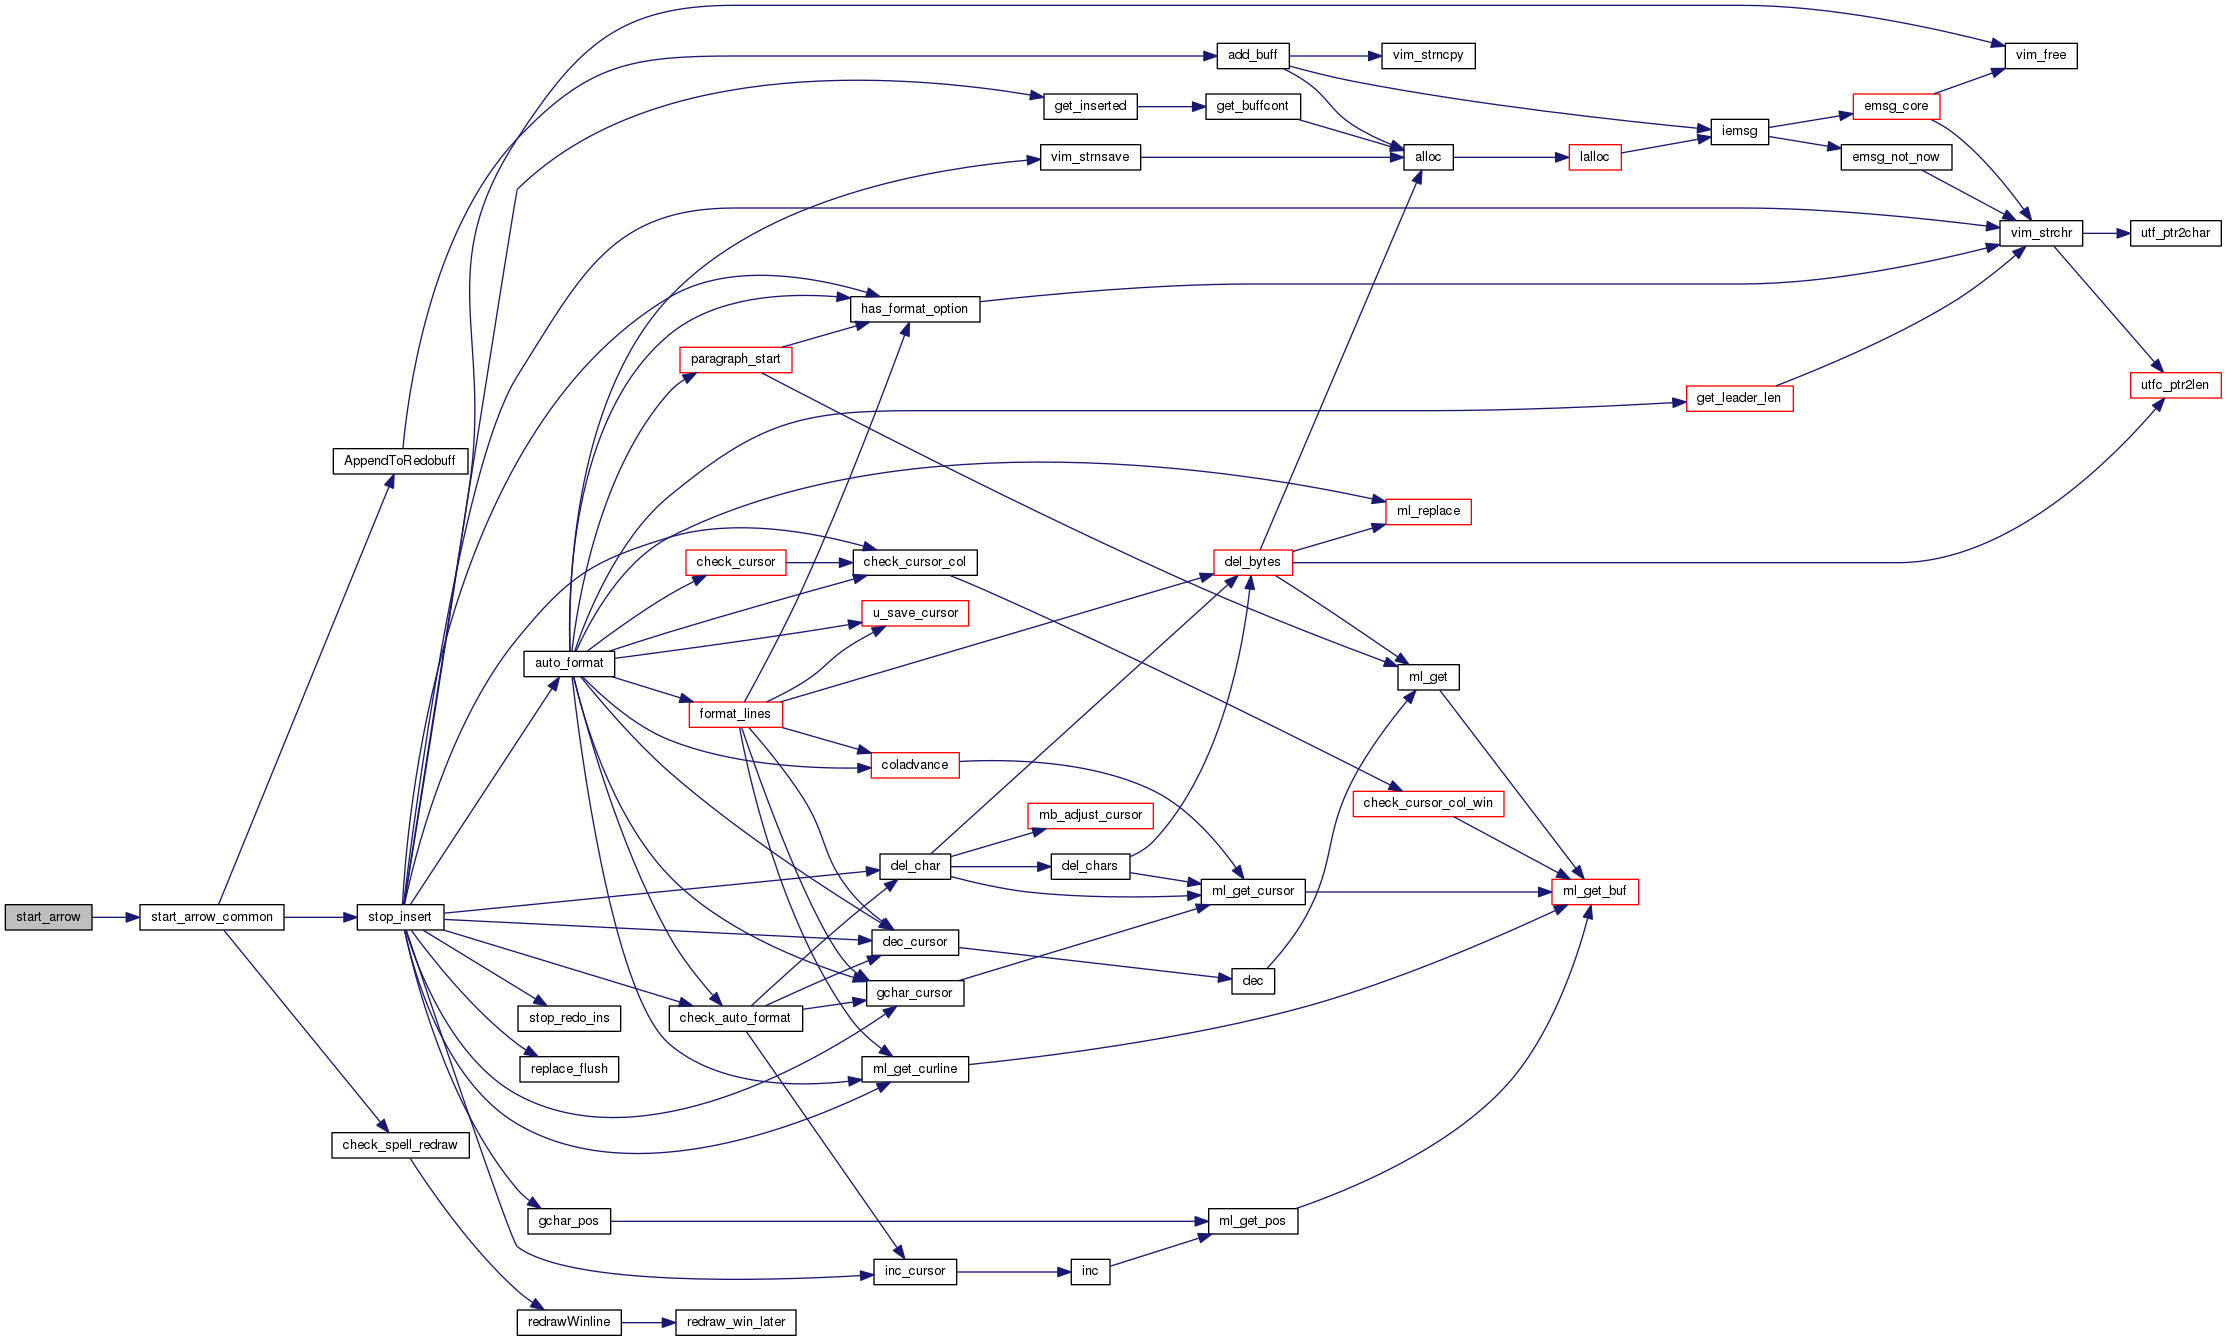 add_buff
vim_strncpy
vim_free
get_inserted
get_buffcont
emsg_core
iemsg
vim_strnsave
alloc
lalloc
emsg_not_now
vim_strchr
utf_ptr2char
has_format_option
paragraph_start
utfc_ptr2len
get_leader_len
AppendToRedobuff
ml_replace
check_cursor
check_cursor_col
del_bytes
u_save_cursor
auto_format
ml_get
format_lines
coladvance
check_cursor_col_win
mb_adjust_cursor
del_char
del_chars
ml_get_cursor
ml_get_buf
start_arrow
start_arrow_common
stop_insert
dec_cursor
dec
gchar_cursor
stop_redo_ins
check_auto_format
replace_flush
ml_get_curline
check_spell_redraw
gchar_pos
ml_get_pos
inc_cursor
inc
redrawWinline
redraw_win_later